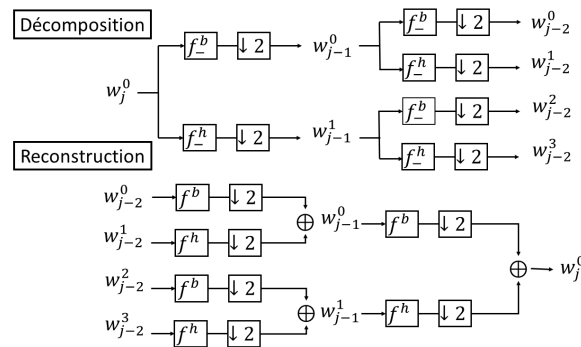 Décomposition
f_-^b ↓ 2 w_{j-2}^0
f_-^b ↓ 2 w_{j-1}^0
f_-^h ↓ 2 w_{j-2}^1
w_j^0
f_-^b ↓ 2 w_{j-2}^2
f_-^h ↓ 2 w_{j-1}^1
f_-^h ↓ 2 w_{j-2}^3
Reconstruction
w_{j-2}^0 f^b ↓ 2
⊕ w_{j-1}^0 f^b ↓ 2
w_{j-2}^1 f^h ↓ 2
⊕ w_j^0
w_{j-2}^2 f^b ↓ 2
⊕ w_{j-1}^1 f^h ↓ 2
w_{j-2}^3 f^h ↓ 2